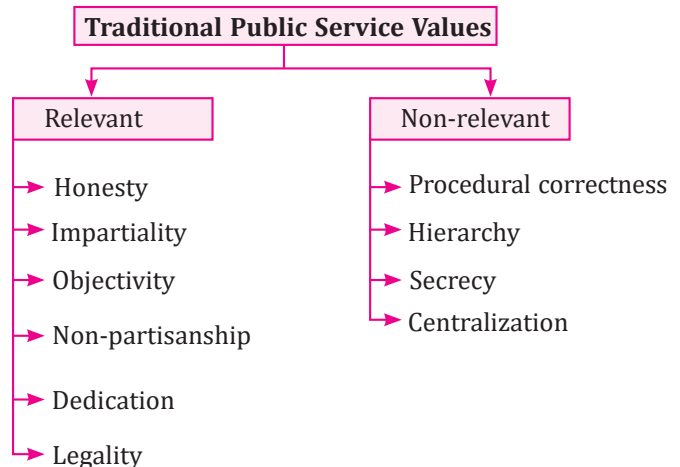 Traditional Public Service Values
Relevant
Honesty
Impartiality
Objectivity
Non-partisanship
Dedication
Legality
Non-relevant
Procedural correctness
Hierarchy
Secrecy
Centralization